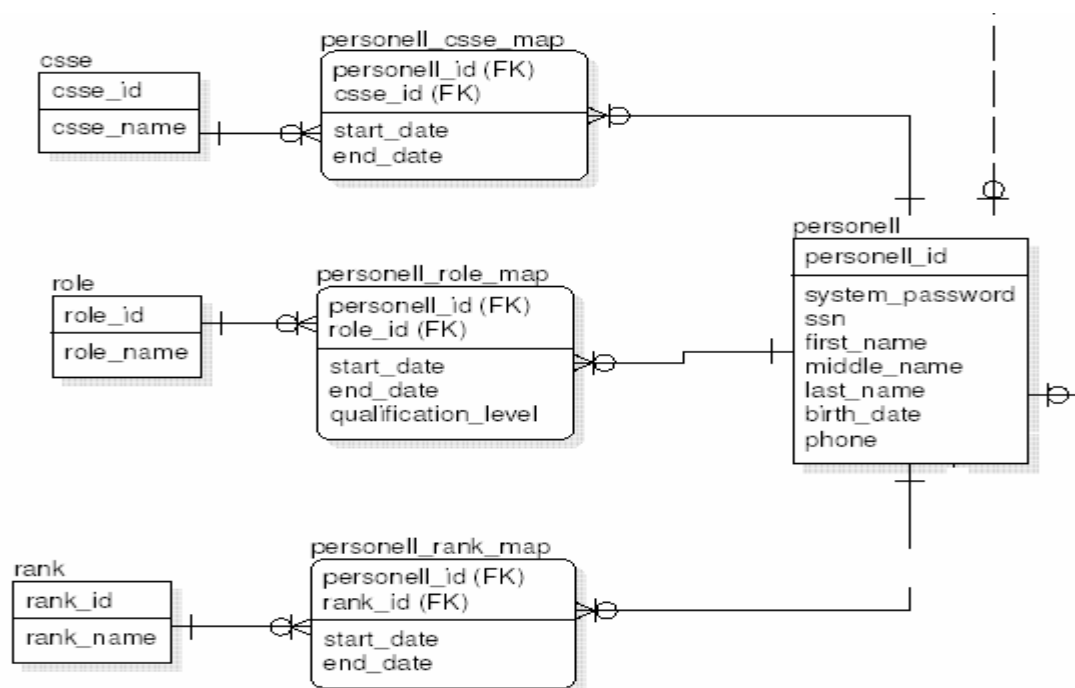 csse
csse_id
csse_name
personell_csse_map
personell_id (FK)
csse_id (FK)
start_date
end_date
role
role_id
role_name
personell_role_map
personell_id (FK)
role_id (FK)
start_date
end_date
qualification_level
rank
rank_id
rank_name
personell_rank_map
personell_id (FK)
rank_id (FK)
start_date
end_date
personell
personell_id
system_password
ssn
first_name
middle_name
last_name
birth_date
phone